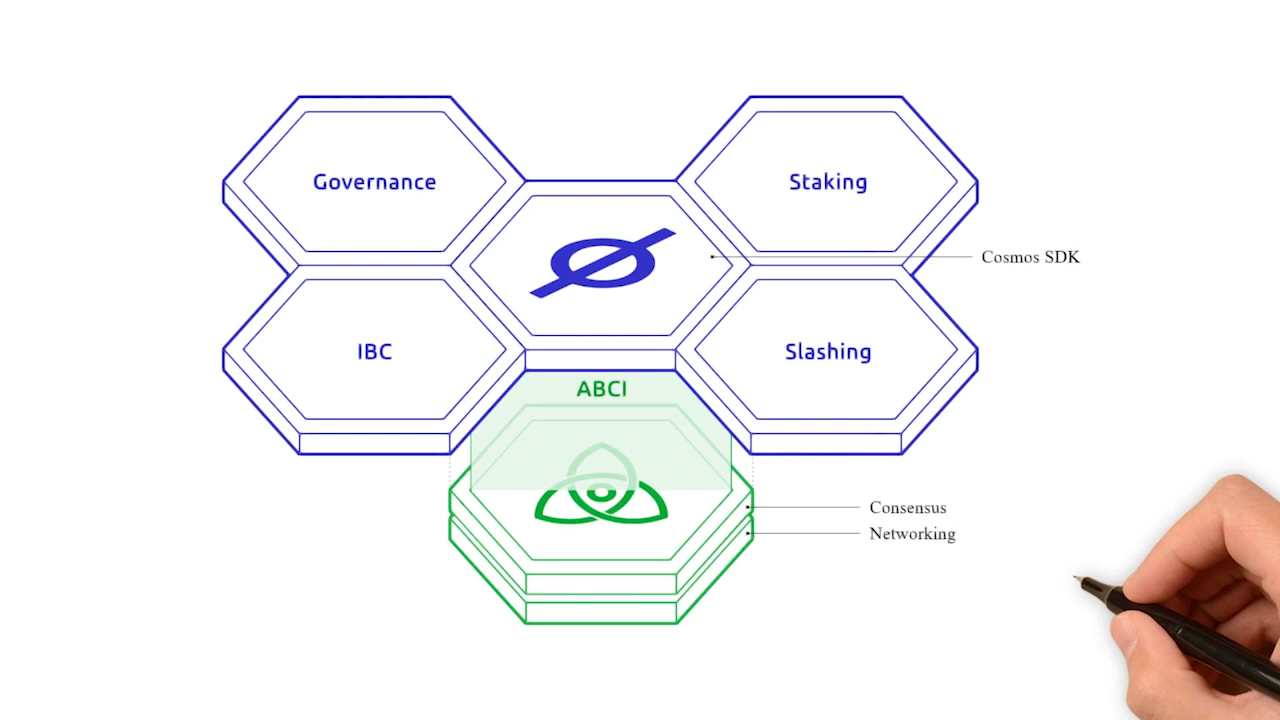 Governance
Staking
Cosmos SDK
IBC
Slashing
ABCI
Consensus
Networking